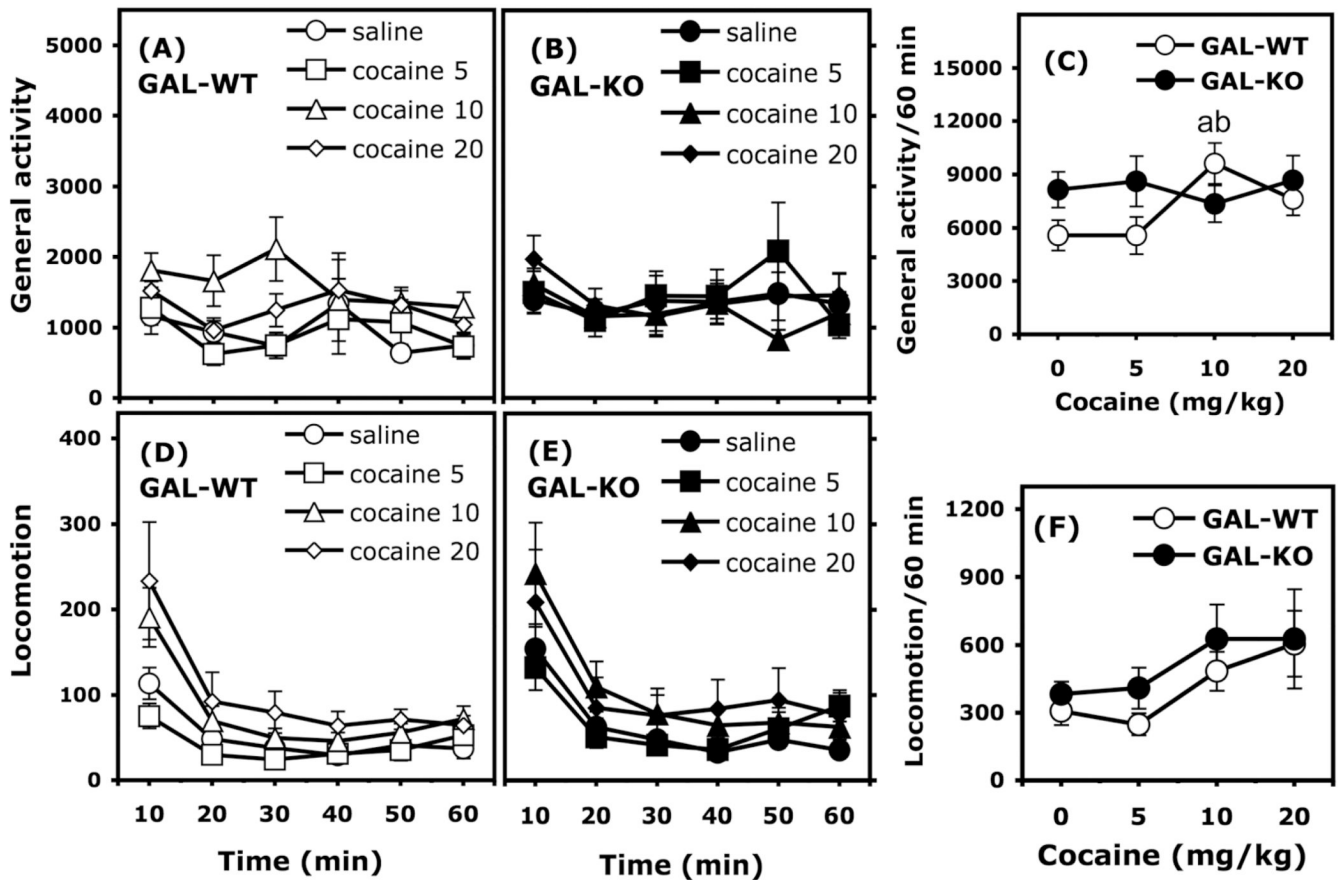 (A)
GAL-WT
saline
cocaine 5
cocaine 10
cocaine 20
General activity
5000
4000
3000
2000
1000
0
(B)
GAL-KO
saline
cocaine 5
cocaine 10
cocaine 20
(C)
GAL-WT
GAL-KO
ab
General activity/60 min
15000
12000
9000
6000
3000
0
0 5 10 20
Cocaine (mg/kg)
(D)
GAL-WT
saline
cocaine 5
cocaine 10
cocaine 20
Locomotion
400
300
200
100
0
10 20 30 40 50 60
Time (min)
(E)
GAL-KO
saline
cocaine 5
cocaine 10
cocaine 20
10 20 30 40 50 60
Time (min)
(F)
GAL-WT
GAL-KO
Locomotion/60 min
1200
900
600
300
0
0 5 10 20
Cocaine (mg/kg)